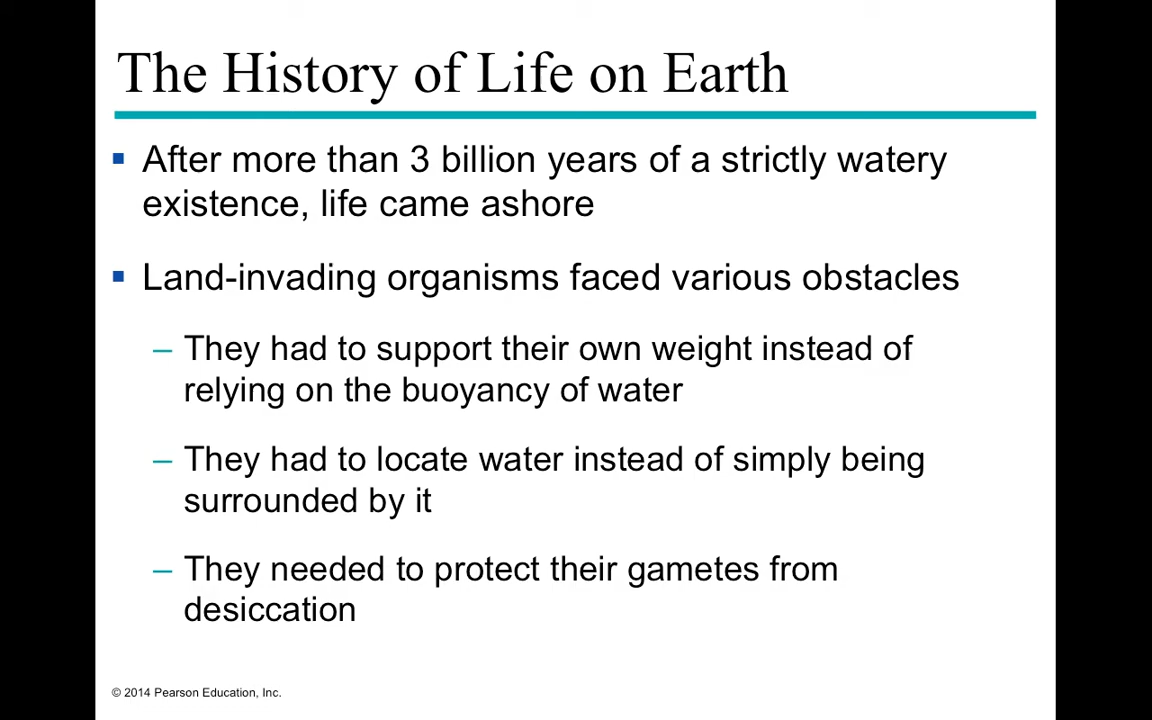 The History of Life on Earth
▪ After more than 3 billion years of a strictly watery
existence, life came ashore
▪ Land-invading organisms faced various obstacles
– They had to support their own weight instead of
relying on the buoyancy of water
– They had to locate water instead of simply being
surrounded by it
– They needed to protect their gametes from
desiccation
© 2014 Pearson Education, Inc.